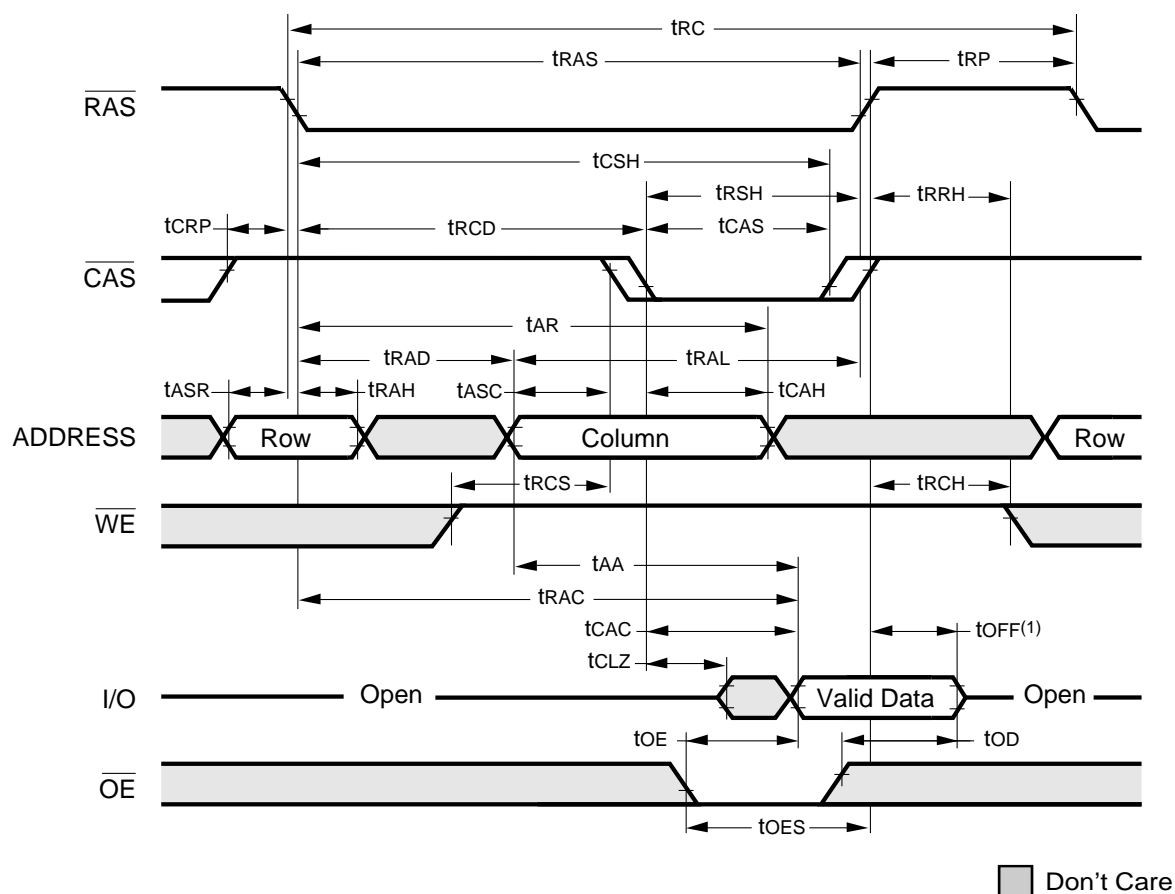 tRC
tRAS
tRP
RAS
tCSH
tRSH
tRRH
tCRP
tRCD
tCAS
CAS
tAR
tRAD
tRAL
tASR
tRAH
tASC
tCAH
ADDRESS
Row
Column
Row
tRCS
tRCH
WE
tAA
tRAC
tCAC
tOFF(1)
tCLZ
I/O
Open
Valid Data
Open
tOE
tOD
OE
tOES
Don't Care